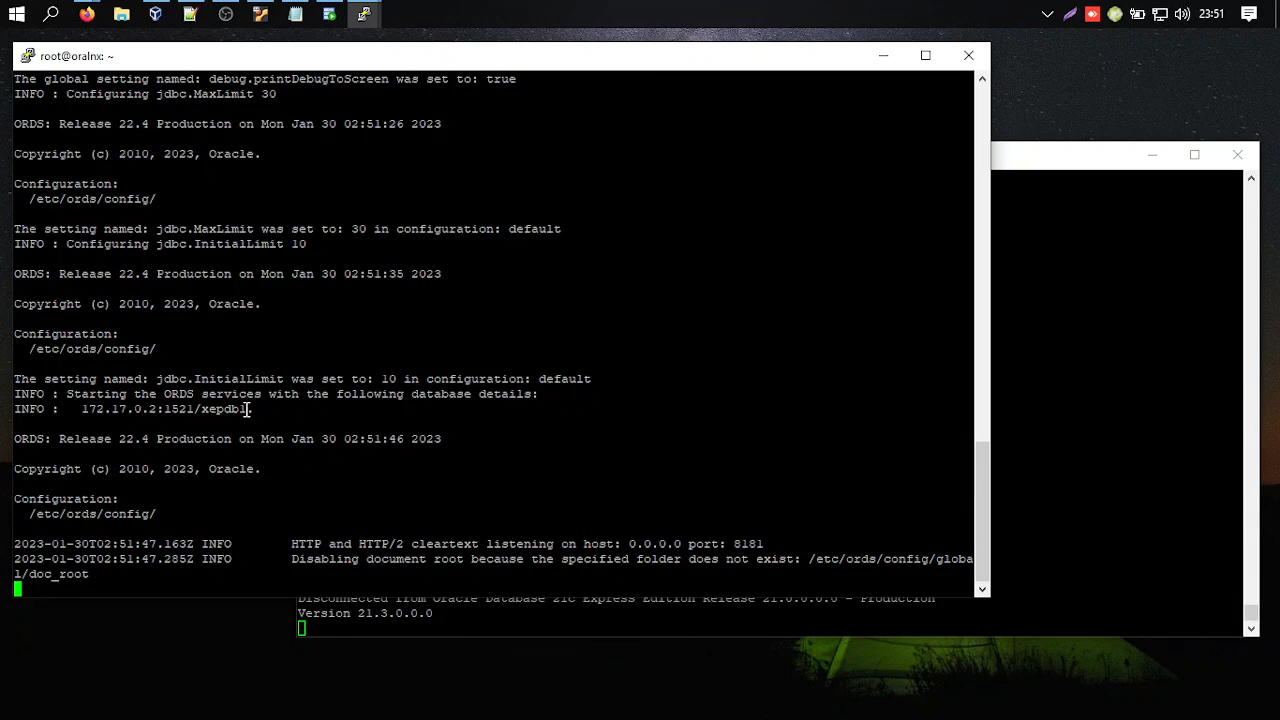 23:51
root@oralnx: ~
The global setting named: debug.printDebugToScreen was set to: true
INFO : Configuring jdbc.MaxLimit 30
ORDS: Release 22.4 Production on Mon Jan 30 02:51:26 2023
Copyright (c) 2010, 2023, Oracle.
Configuration:
/etc/ords/config/
The setting named: jdbc.MaxLimit was set to: 30 in configuration: default
INFO : Configuring jdbc.InitialLimit 10
ORDS: Release 22.4 Production on Mon Jan 30 02:51:35 2023
Copyright (c) 2010, 2023, Oracle.
Configuration:
/etc/ords/config/
The setting named: jdbc.InitialLimit was set to: 10 in configuration: default
INFO : Starting the ORDS services with the following database details:
INFO : 172.17.0.2:1521/xepdb1.
ORDS: Release 22.4 Production on Mon Jan 30 02:51:46 2023
Copyright (c) 2010, 2023, Oracle.
Configuration:
/etc/ords/config/
2023-01-30T02:51:47.163Z INFO HTTP and HTTP/2 cleartext listening on host: 0.0.0.0 port: 8181
2023-01-30T02:51:47.285Z INFO Disabling document root because the specified folder does not exist: /etc/ords/config/globa
l/doc_root
Disconnected from Oracle Database 21c Express Edition Release 21.0.0.0.0 - Production
Version 21.3.0.0.0